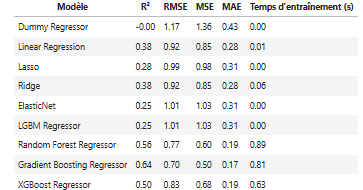 Modèle R² RMSE MSE MAE Temps d'entraînement (s)
Dummy Regressor -0.00 1.17 1.36 0.43 0.00
Linear Regression 0.38 0.92 0.85 0.28 0.01
Lasso 0.28 0.99 0.98 0.31 0.00
Ridge 0.38 0.92 0.85 0.28 0.06
ElasticNet 0.25 1.01 1.03 0.31 0.00
LGBM Regressor 0.25 1.01 1.03 0.31 0.00
Random Forest Regressor 0.56 0.77 0.60 0.19 0.89
Gradient Boosting Regressor 0.64 0.70 0.50 0.17 0.81
XGBoost Regressor 0.50 0.83 0.68 0.19 0.63